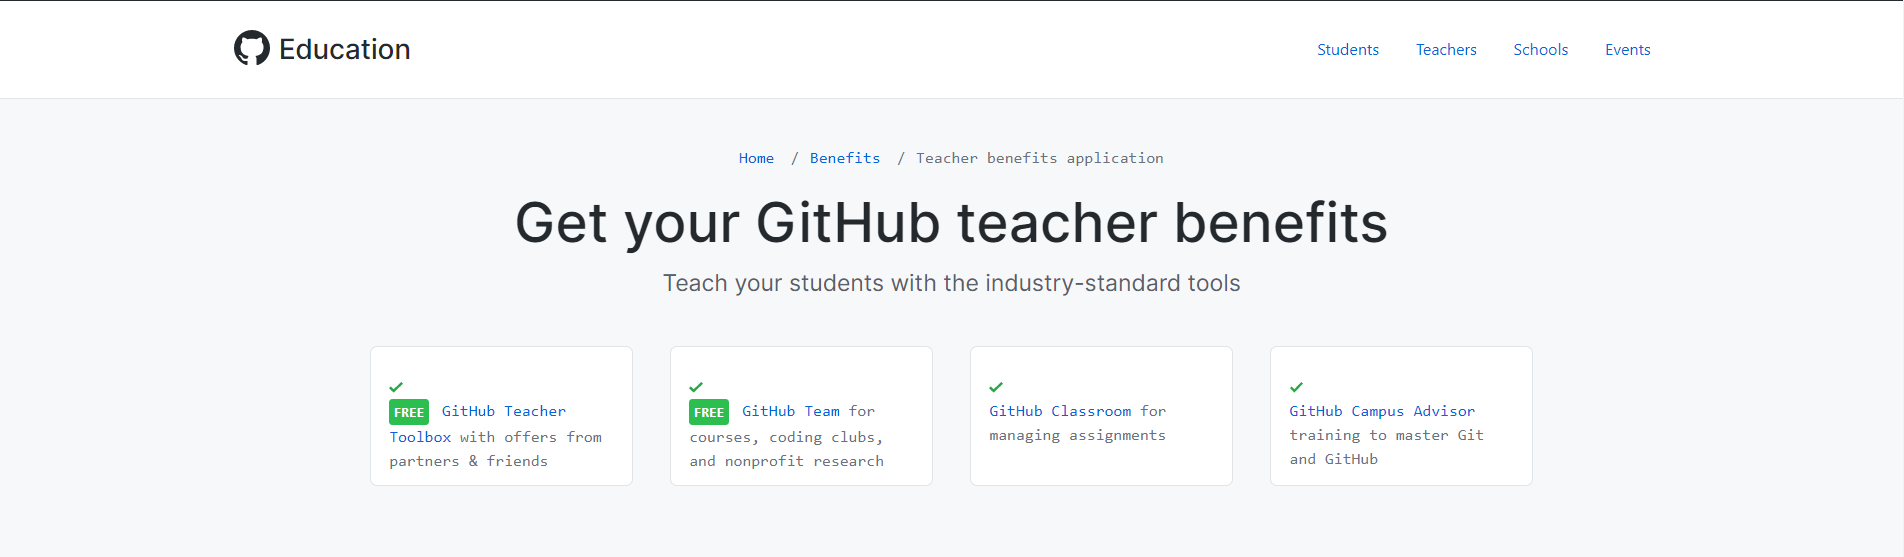 Education
Students Teachers Schools Events
Home / Benefits / Teacher benefits application
Get your GitHub teacher benefits
Teach your students with the industry-standard tools
FREE GitHub Teacher
Toolbox with offers from
partners & friends
FREE GitHub Team for
courses, coding clubs,
and nonprofit research
GitHub Classroom for
managing assignments
GitHub Campus Advisor
training to master Git
and GitHub